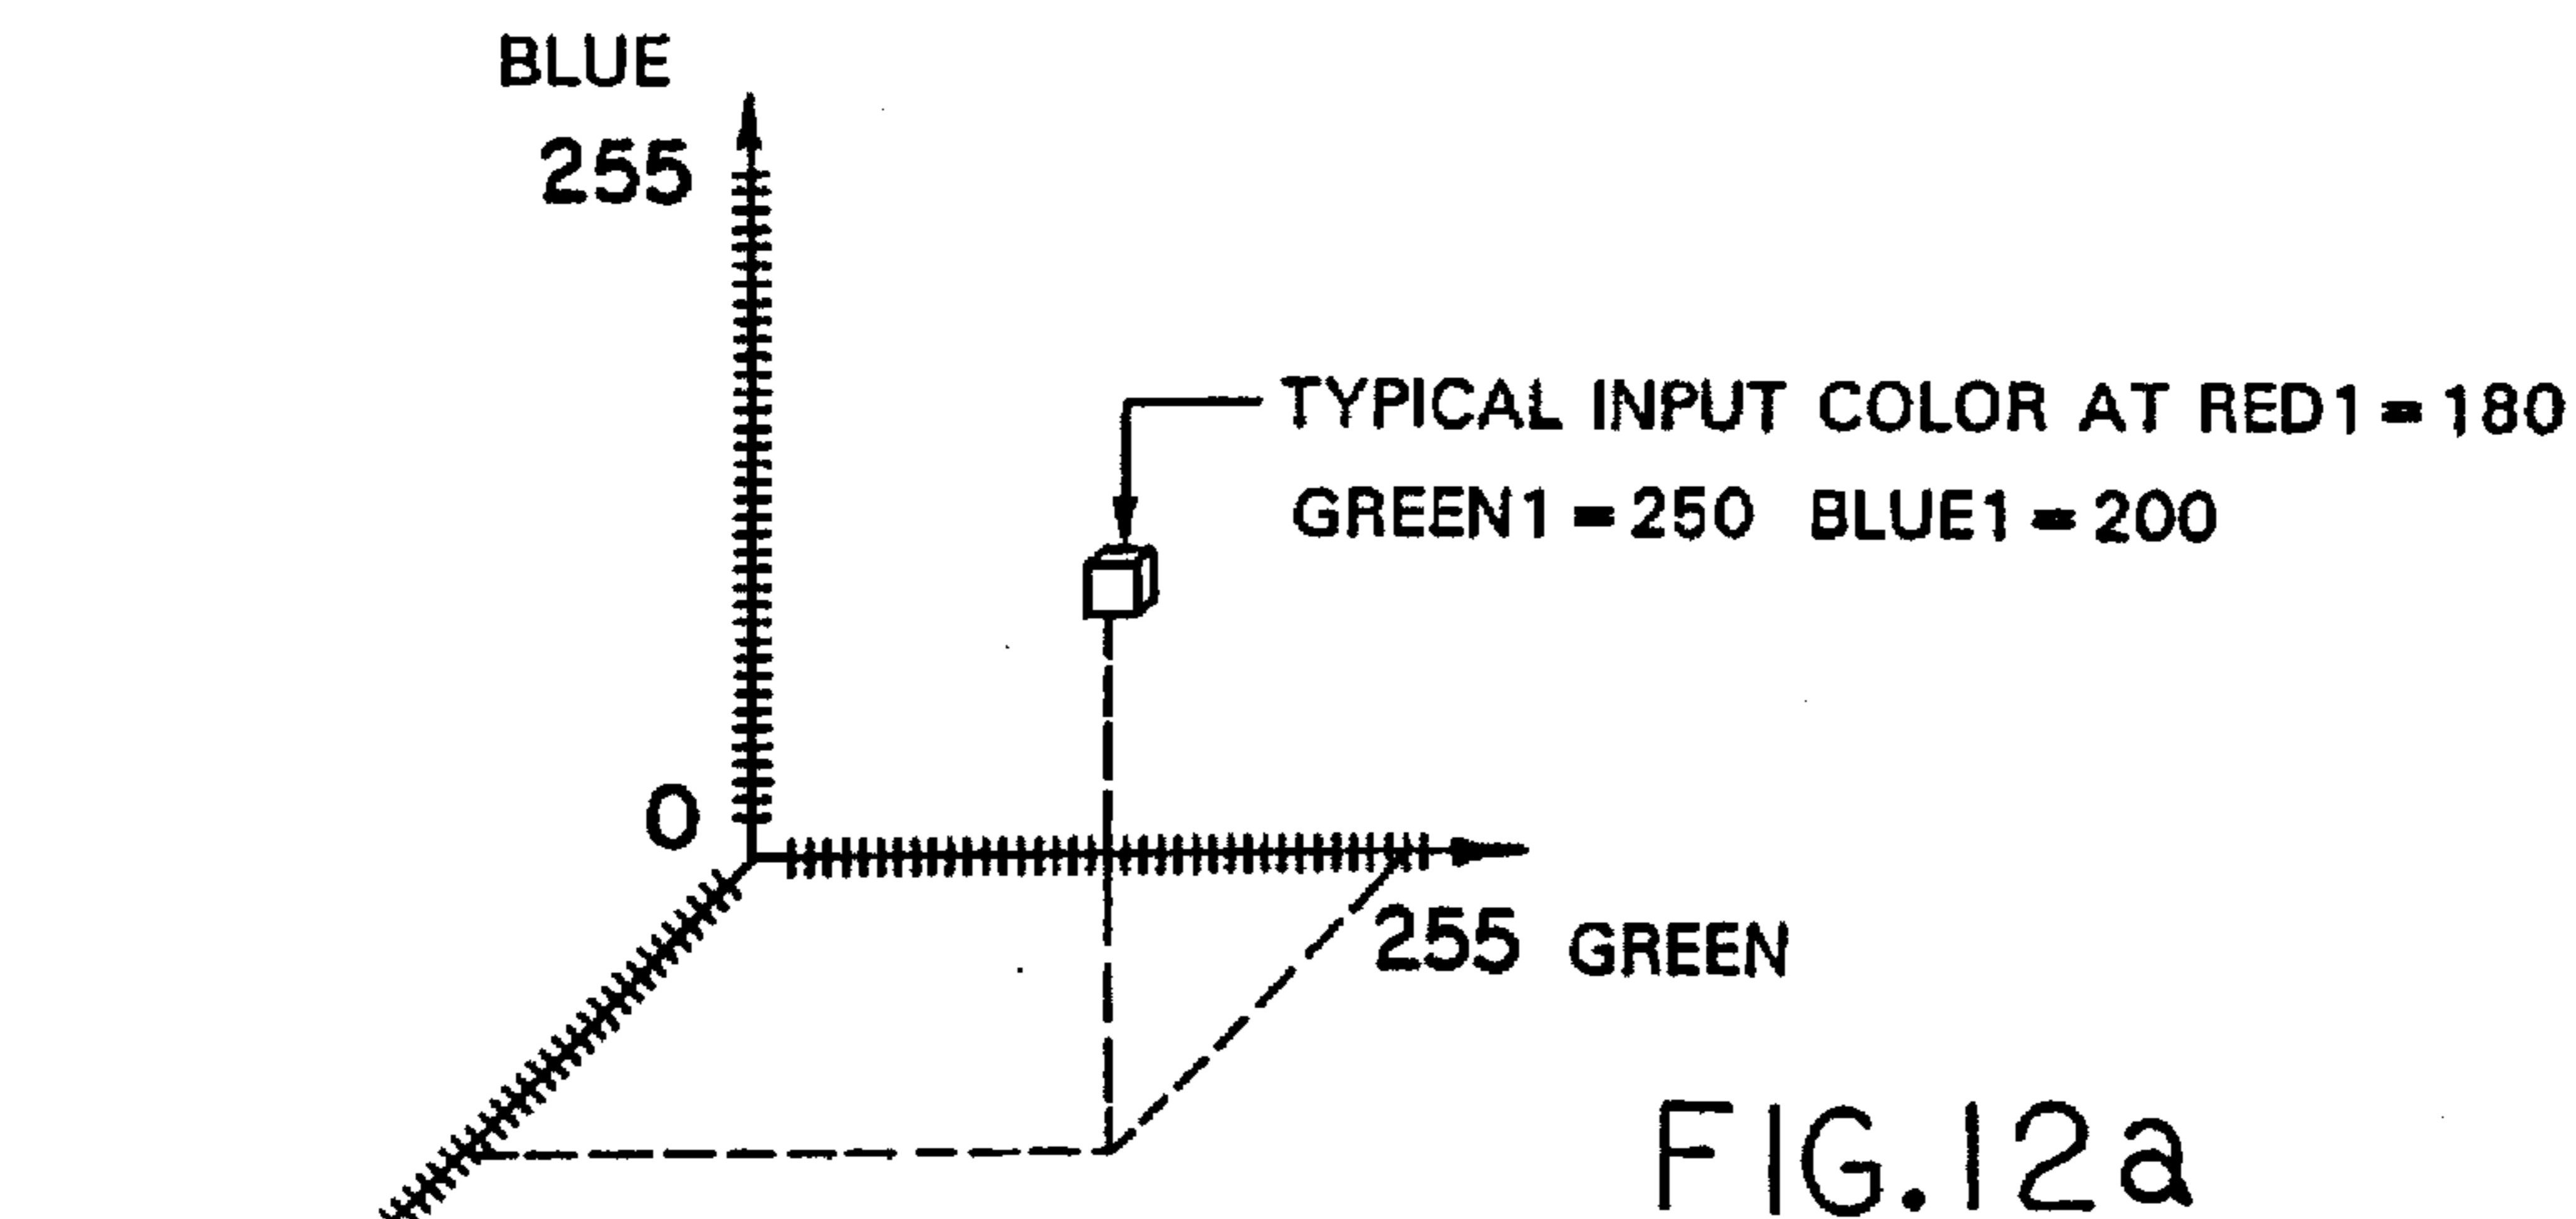 BLUE
255
TYPICAL INPUT COLOR AT RED1=180
GREEN1=250 BLUE1=200
0
255 GREEN
FIG.12a